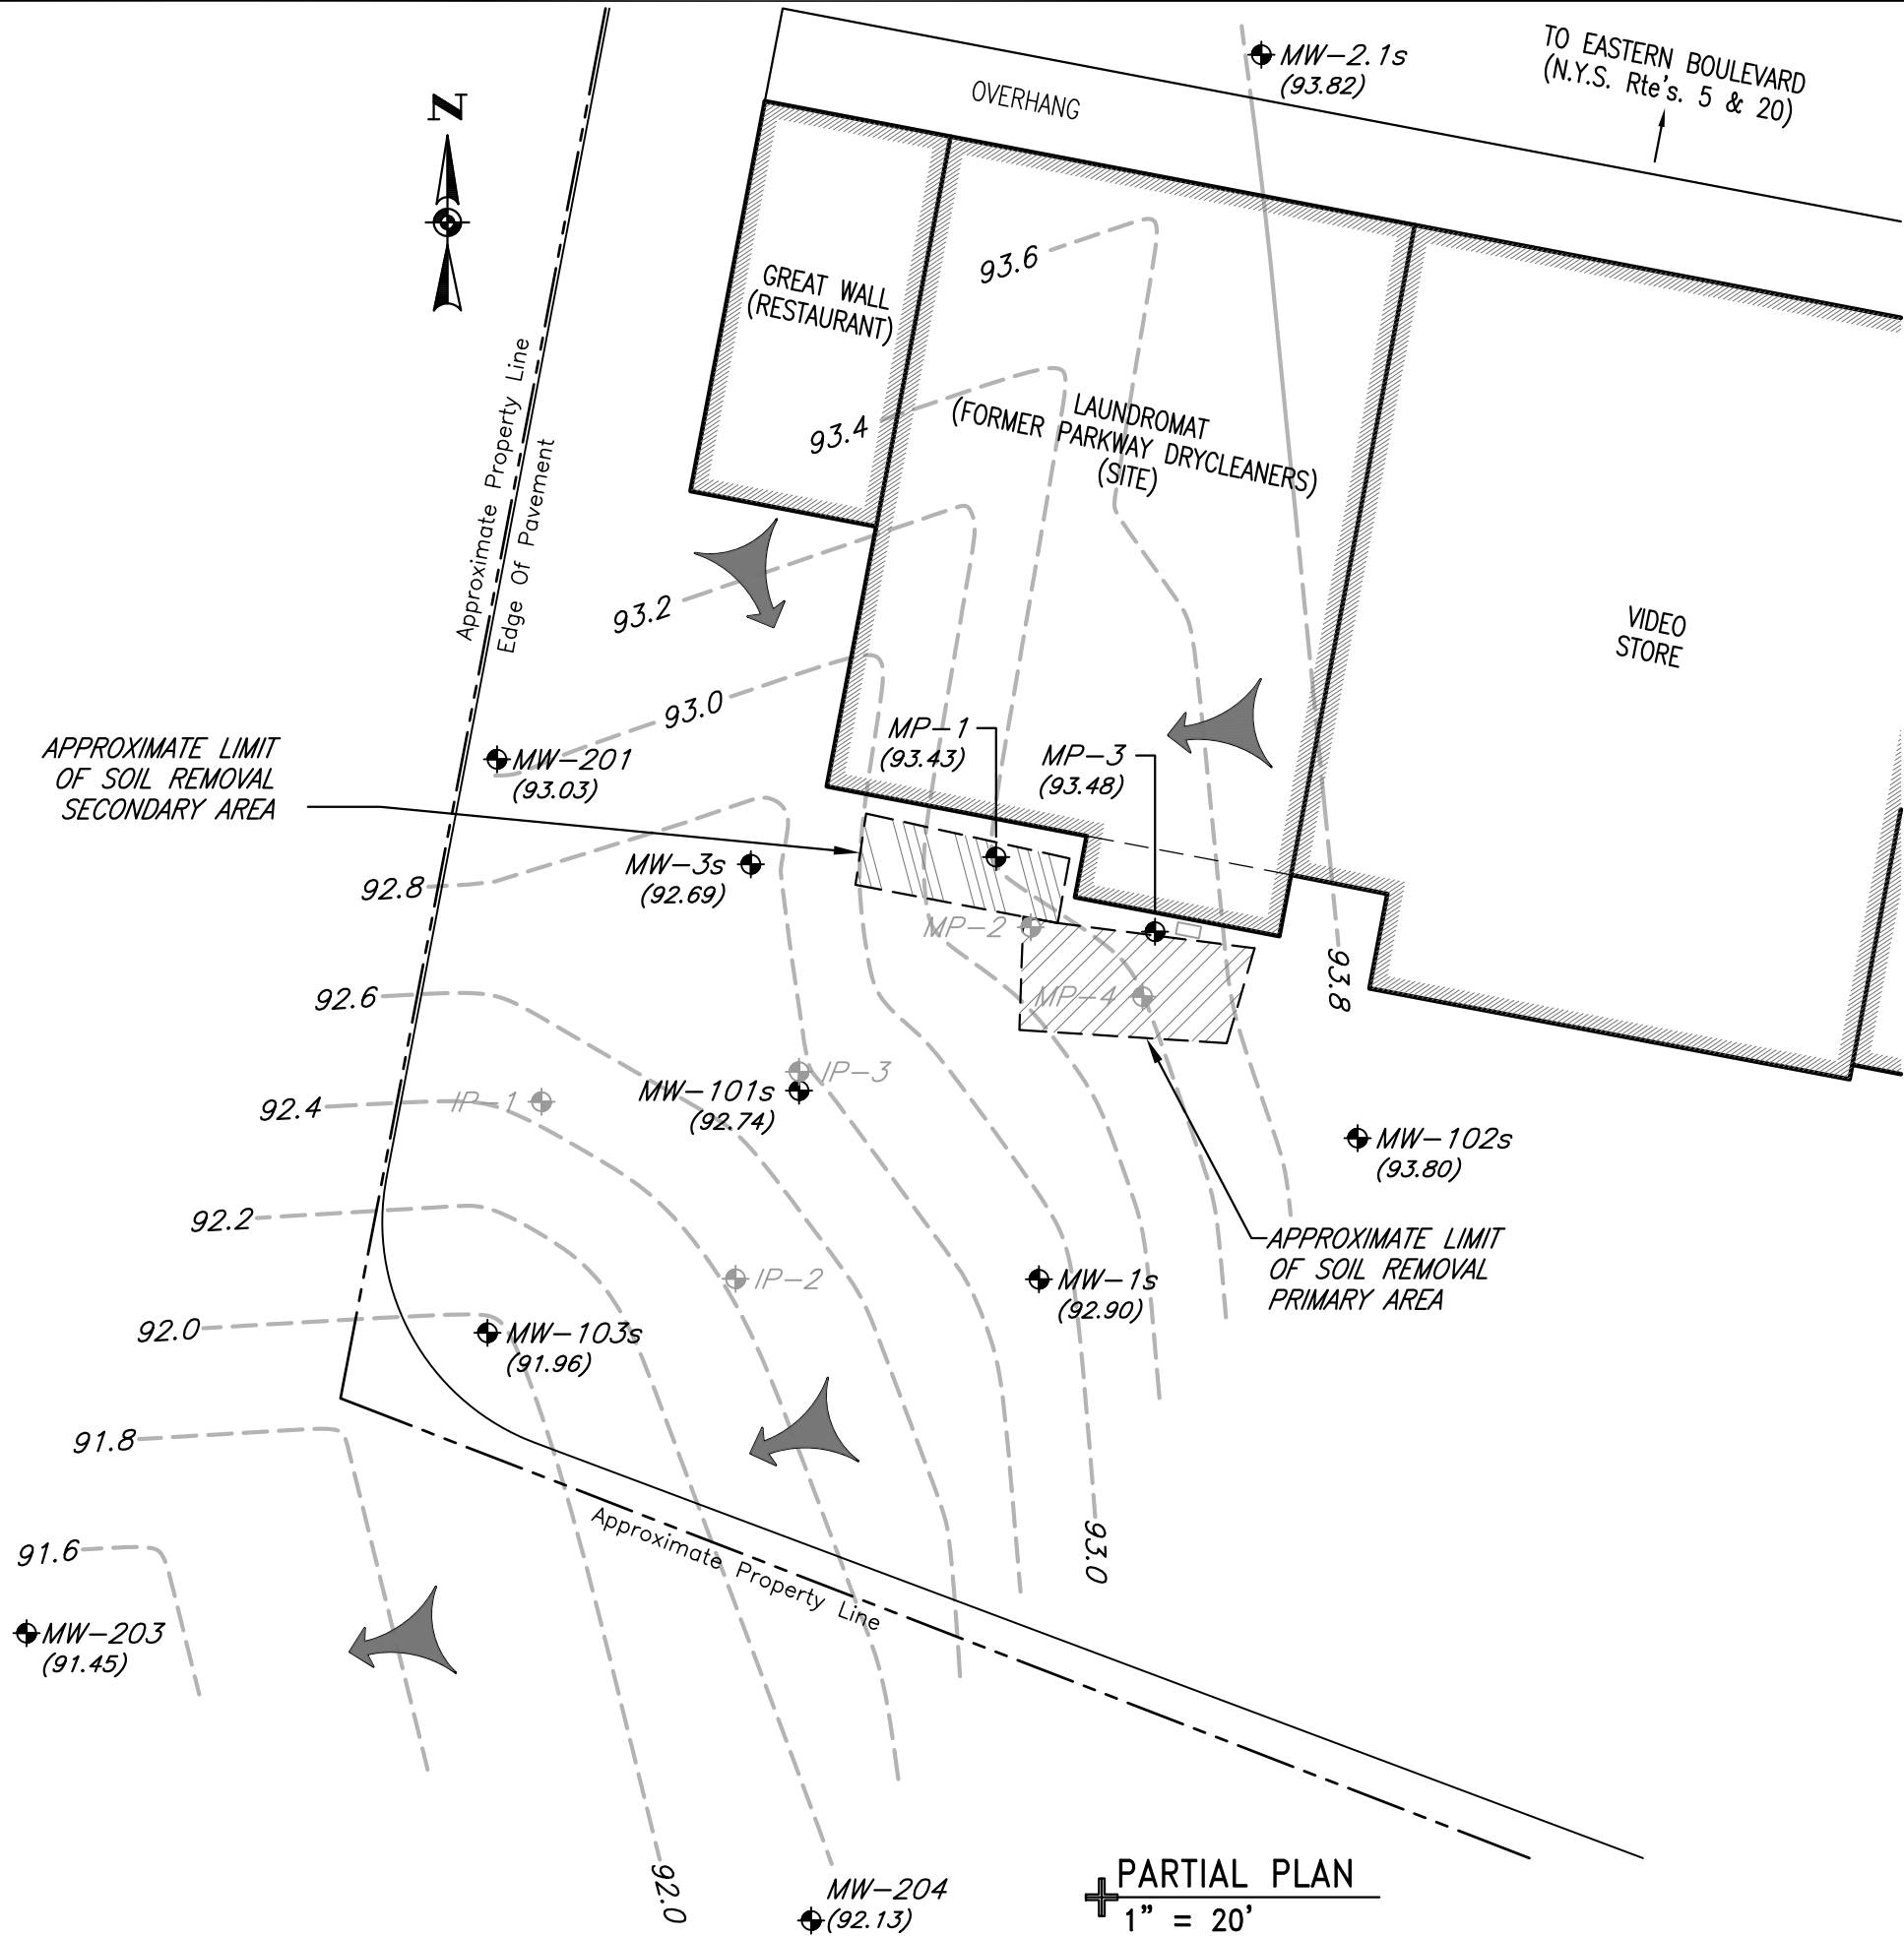 TO EASTERN BOULEVARD
(N.Y.S. Rte's. 5 & 20)
MW-2.1s
(93.82)
OVERHANG
N
93.6
GREAT WALL
(RESTAURANT)
93.4
LAUNDROMAT
(FORMER PARKWAY DRYCLEANERS)
(SITE)
Approximate Property Line
Edge Of Pavement
93.2
VIDEO
STORE
93.0
MP-1
(93.43)
MP-3
(93.48)
APPROXIMATE LIMIT
OF SOIL REMOVAL
SECONDARY AREA
MW-201
(93.03)
MW-3s
(92.69)
92.8
MP-2
93.8
MP-4
92.6
IP-3
MW-101s
(92.74)
IP-1
92.4
MW-102s
(93.80)
92.2
APPROXIMATE LIMIT
OF SOIL REMOVAL
PRIMARY AREA
IP-2
MW-1s
(92.90)
92.0
MW-103s
(91.96)
91.8
91.6
Approximate Property Line
93.0
MW-203
(91.45)
92.0
MW-204
(92.13)
PARTIAL PLAN
1" = 20'